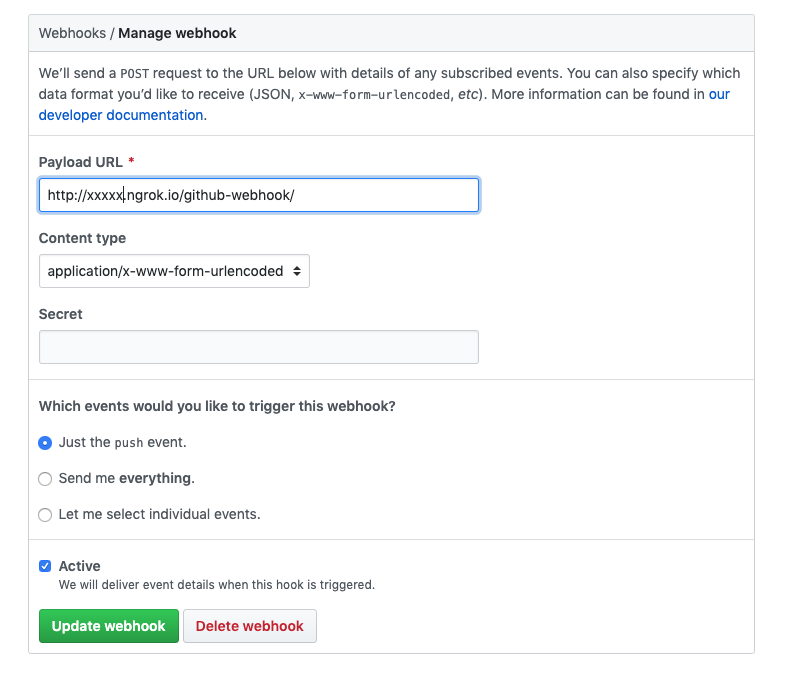 Webhooks / Manage webhook
We’ll send a POST request to the URL below with details of any subscribed events. You can also specify which
data format you’d like to receive (JSON, x-www-form-urlencoded, etc). More information can be found in our
developer documentation.
Payload URL *
http://xxxxx.ngrok.io/github-webhook/
Content type
application/x-www-form-urlencoded
Secret
Which events would you like to trigger this webhook?
Just the push event.
Send me everything.
Let me select individual events.
Active
We will deliver event details when this hook is triggered.
Update webhook Delete webhook